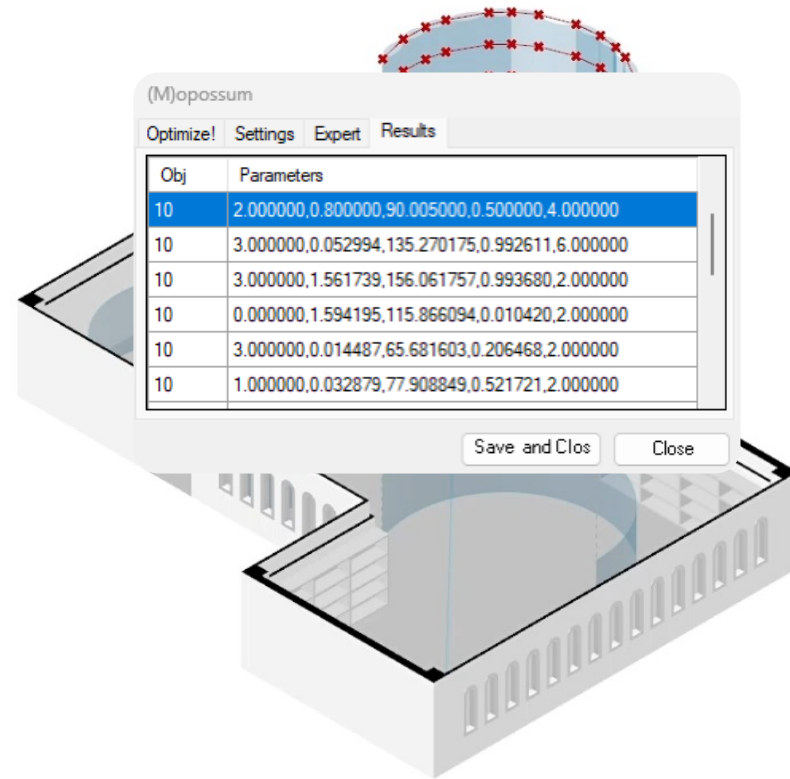 (M)opossum
Optimize! Settings Expert Results
Obj Parameters
10 2.000000,0.800000,90.005000,0.500000,4.000000
10 3.000000,0.052994,135.270175,0.992611,6.000000
10 3.000000,1.561739,156.061757,0.993680,2.000000
10 0.000000,1.594195,115.866094,0.010420,2.000000
10 3.000000,0.014487,65.681603,0.206468,2.000000
10 1.000000,0.032879,77.908849,0.521721,2.000000
Save and Clos Close